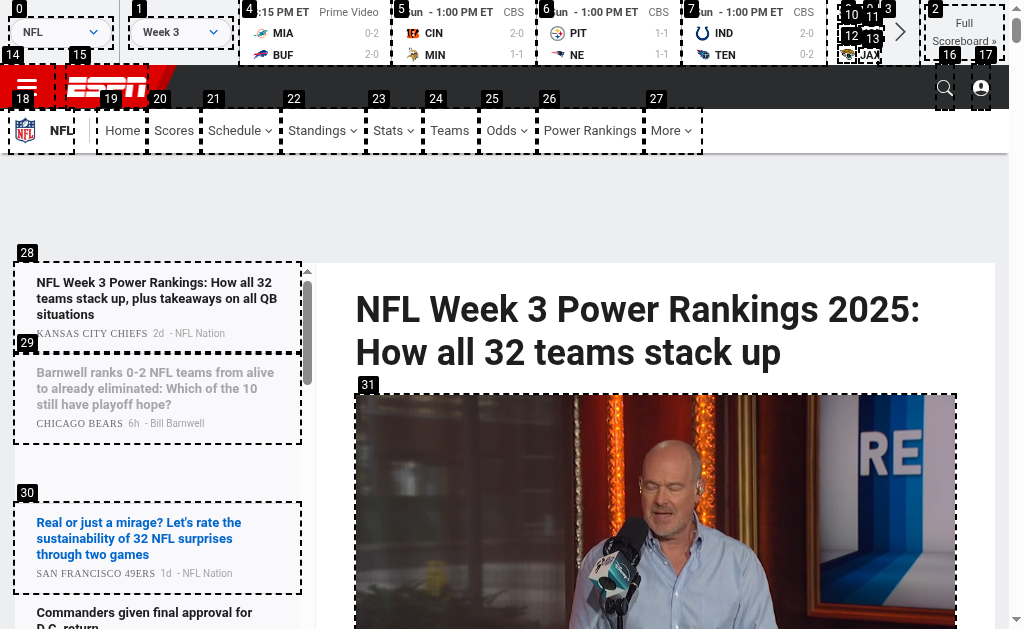 NFL
Week 3
:15 PM ET Prime Video
MIA 0-2
BUF 2-0
Sun - 1:00 PM ET CBS
CIN 2-0
MIN 1-1
Sun - 1:00 PM ET CBS
PIT 1-1
NE 1-1
Sun - 1:00 PM ET CBS
IND 2-0
TEN 0-2
JAX
Full
Scoreboard »
0
1
4
5
6
7
10
11
12
13
3
2
14
15
16
17
ESPN
18
19
20
21
22
23
24
25
26
27
NFL
Home
Scores
Schedule
Standings
Stats
Teams
Odds
Power Rankings
More
28
NFL Week 3 Power Rankings: How all 32
teams stack up, plus takeaways on all QB
situations
KANSAS CITY CHIEFS 2d - NFL Nation
29
Barnwell ranks 0-2 NFL teams from alive
to already eliminated: Which of the 10
still have playoff hope?
CHICAGO BEARS 6h - Bill Barnwell
30
Real or just a mirage? Let's rate the
sustainability of 32 NFL surprises
through two games
SAN FRANCISCO 49ERS 1d - NFL Nation
Commanders given final approval for
D.C. return
NFL Week 3 Power Rankings 2025:
How all 32 teams stack up
31
RE